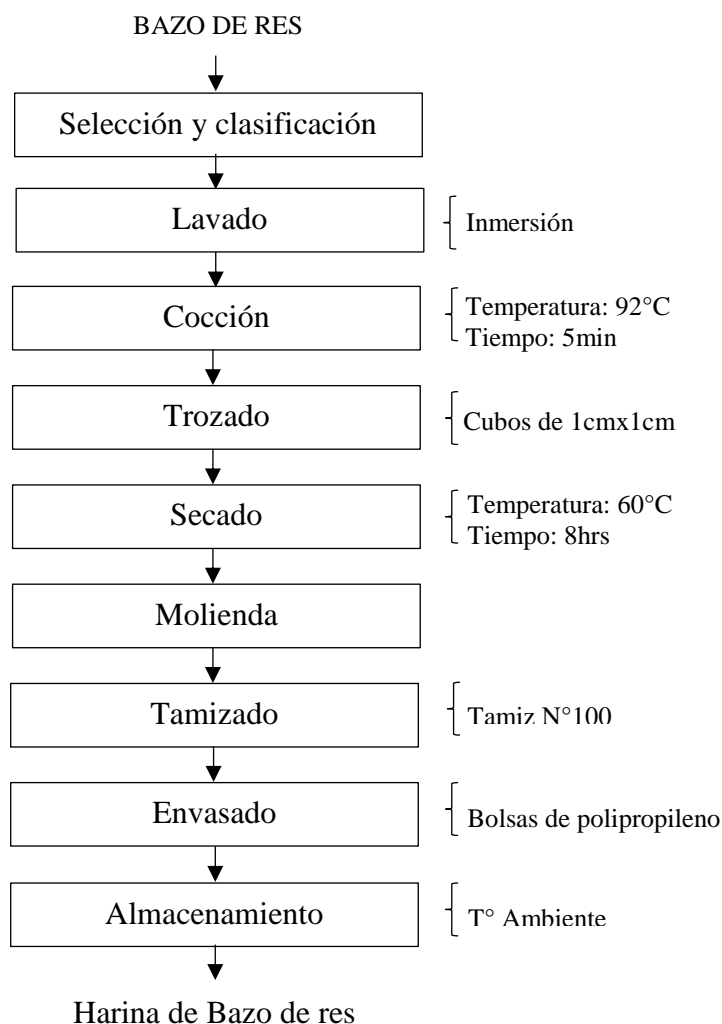 BAZO DE RES
Selección y clasificación
Lavado
Inmersión
Cocción
Temperatura: 92°C
Tiempo: 5min
Trozado
Cubos de 1cmx1cm
Secado
Temperatura: 60°C
Tiempo: 8hrs
Molienda
Tamizado
Tamiz N°100
Envasado
Bolsas de polipropileno
Almacenamiento
T° Ambiente
Harina de Bazo de res